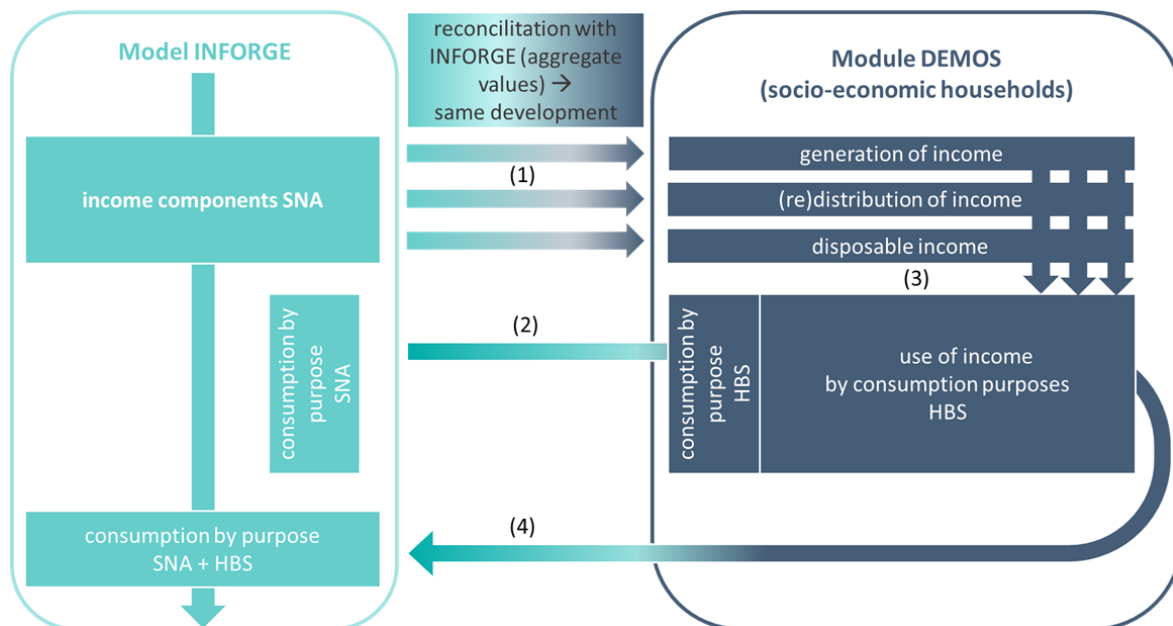 Model INFORGE
reconcilitation with
INFORGE (aggregate
values) →
same development
Module DEMOS
(socio-economic households)
income components SNA
(1)
generation of income
(re)distribution of income
disposable income
(3)
(2)
consumption by
purpose
SNA
consumption by
purpose
HBS
use of income
by consumption purposes
HBS
(4)
consumption by purpose
SNA + HBS